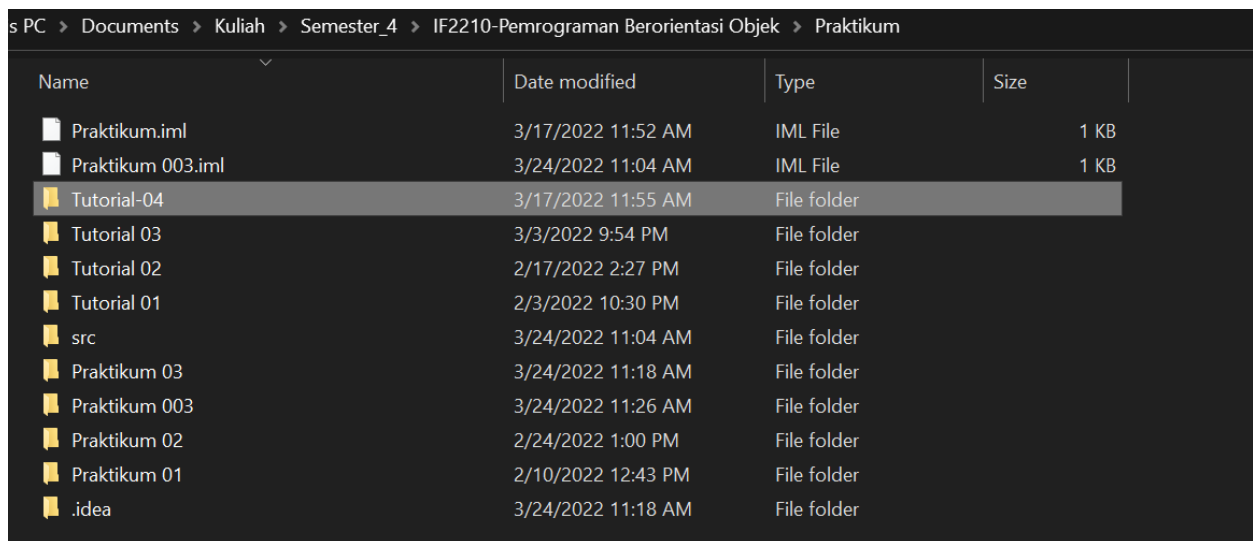 s PC > Documents > Kuliah > Semester_4 > IF2210-Pemrograman Berorientasi Objek > Praktikum
Name Date modified Type Size
Praktikum.iml 3/17/2022 11:52 AM IML File 1 KB
Praktikum 003.iml 3/24/2022 11:04 AM IML File 1 KB
Tutorial-04 3/17/2022 11:55 AM File folder
Tutorial 03 3/3/2022 9:54 PM File folder
Tutorial 02 2/17/2022 2:27 PM File folder
Tutorial 01 2/3/2022 10:30 PM File folder
src 3/24/2022 11:04 AM File folder
Praktikum 03 3/24/2022 11:18 AM File folder
Praktikum 003 3/24/2022 11:26 AM File folder
Praktikum 02 2/24/2022 1:00 PM File folder
Praktikum 01 2/10/2022 12:43 PM File folder
.idea 3/24/2022 11:18 AM File folder